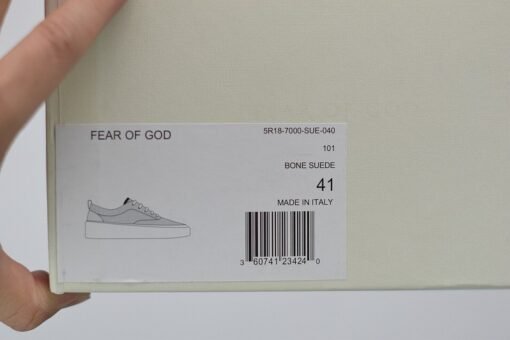 FEAR OF GOD
5R18-7000-SUE-040
101
BONE SUEDE
41
MADE IN ITALY
3 60741 23424 0